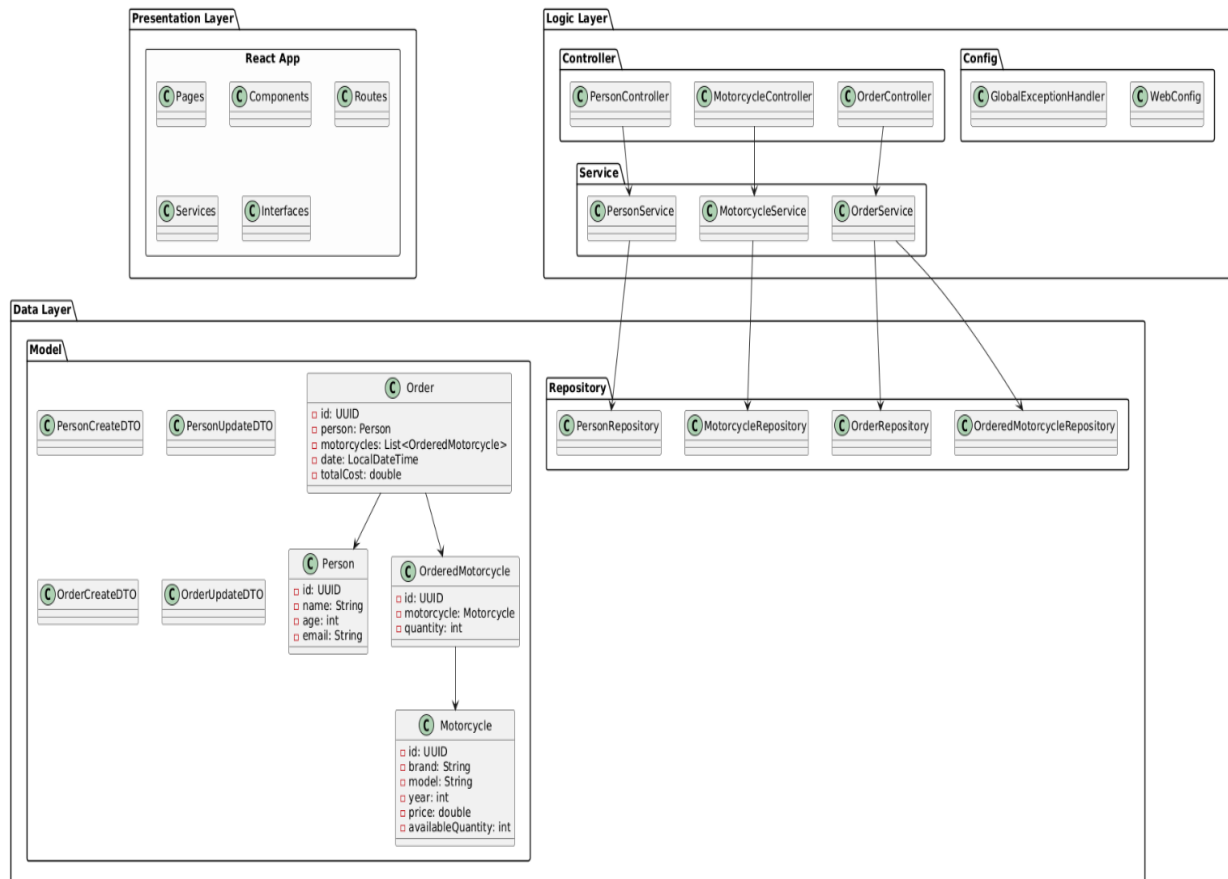 Presentation Layer
React App
C Pages
C Components
C Routes
C Services
C Interfaces
Logic Layer
Controller
C PersonController
C MotorcycleController
C OrderController
Config
C GlobalExceptionHandler
C WebConfig
Service
C PersonService
C MotorcycleService
C OrderService
Data Layer
Model
C PersonCreateDTO
C PersonUpdateDTO
C Order
id: UUID
person: Person
motorcycles: List<OrderedMotorcycle>
date: LocalDateTime
totalCost: double
C OrderCreateDTO
C OrderUpdateDTO
C Person
id: UUID
name: String
age: int
email: String
C OrderedMotorcycle
id: UUID
motorcycle: Motorcycle
quantity: int
C Motorcycle
id: UUID
brand: String
model: String
year: int
price: double
availableQuantity: int
Repository
C PersonRepository
C MotorcycleRepository
C OrderRepository
C OrderedMotorcycleRepository